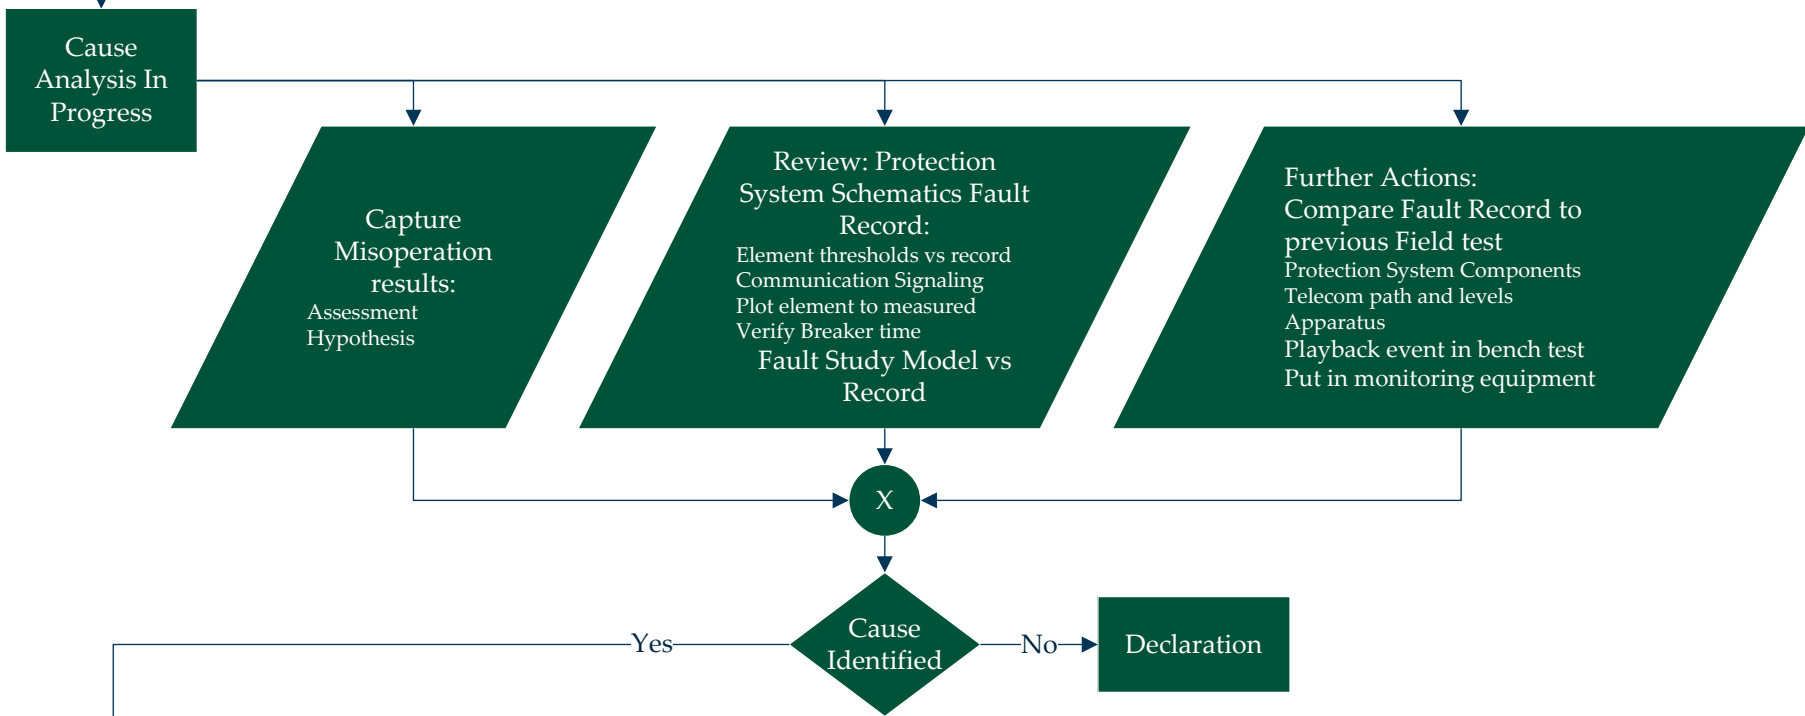 Cause
Analysis In
Progress
Capture
Misoperation
results:
Assessment
Hypothesis
Review: Protection
System Schematics Fault
Record:
Element thresholds vs record
Communication Signaling
Plot element to measured
Verify Breaker time
Fault Study Model vs
Record
Further Actions:
Compare Fault Record to
previous Field test
Protection System Components
Telecom path and levels
Apparatus
Playback event in bench test
Put in monitoring equipment
X
Cause
Identified
Yes
No
Declaration